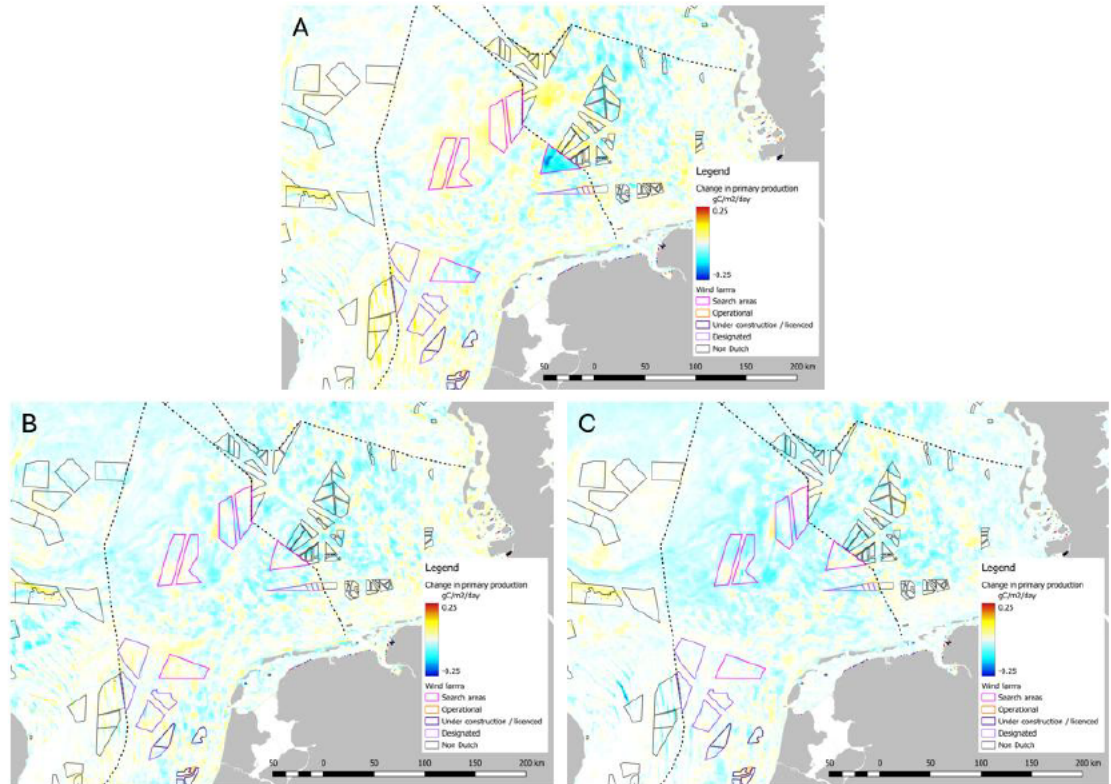 A
Legend
Change in primary production
gC/m2/day
0.25
-0.25
Wind farms
Search areas
Operational
Under construction / licenced
Designated
Non Dutch
50 0 50 100 150 200 km
B
Legend
Change in primary production
gC/m2/day
0.25
-0.25
Wind farms
Search areas
Operational
Under construction / licenced
Designated
Non Dutch
50 0 50 100 150 200 km
C
Legend
Change in primary production
gC/m2/day
0.25
-0.25
Wind farms
Search areas
Operational
Under construction / licenced
Designated
Non Dutch
50 0 50 100 150 200 km